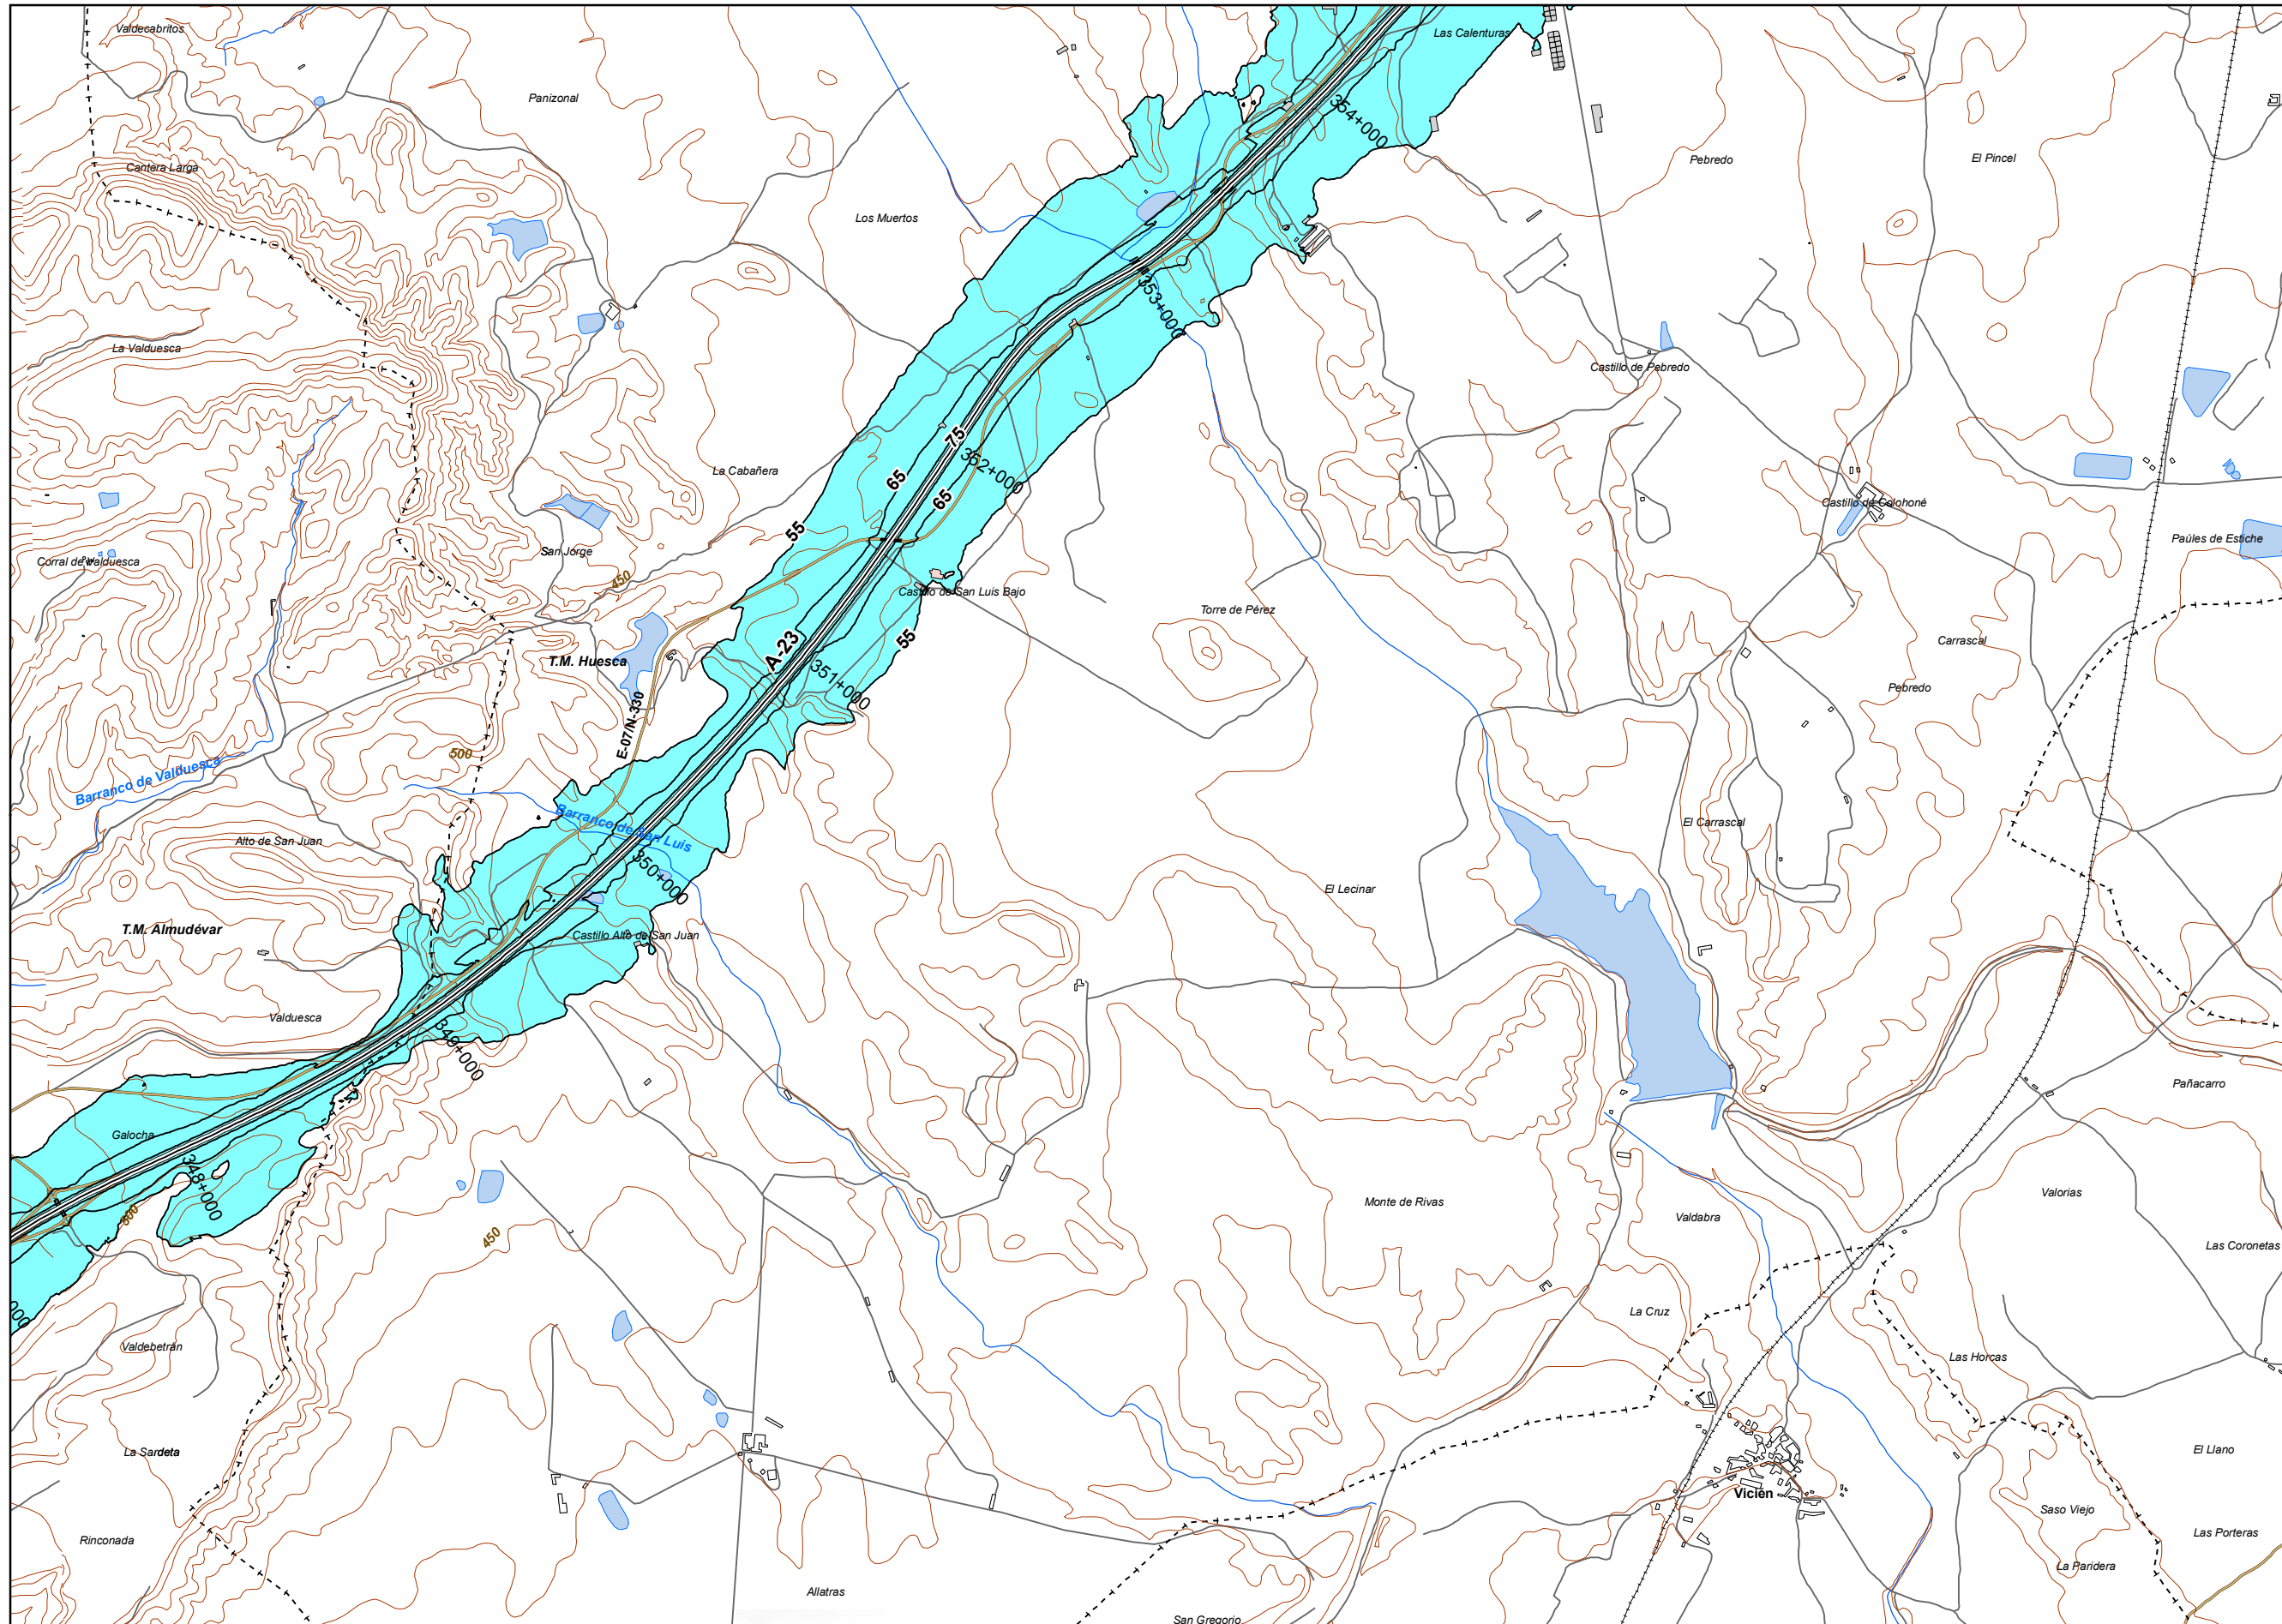 Valdecabritos
Las Calenturas
Panizonal
354+000
Pebredo
El Pincel
Cantera Larga
Los Muertos
353+000
La Valduesca
Castillo de Pebredo
75
La Cabañera
352+000
65
65
Castillo de Colohoné
55
Paúles de Estiche
San Jorge
Corral de Valduesca
450
Castillo de San Luis Bajo
Torre de Pérez
55
Carrascal
A-23
T.M. Huesca
351+000
Pebredo
E-07/N-330
500
Barranco de Valduesca
Barranco de San Luis
El Carrascal
Alto de San Juan
350+000
El Lecinar
T.M. Almudévar
Castillo Alto de San Juan
Valduesca
349+000
Pañacarro
Galocha
348+000
Valorias
Monte de Rivas
Valdabra
500
450
Las Coronetas
000
La Cruz
Valdebetrán
Las Horcas
La Sardeta
El Llano
Vicién
Saso Viejo
Las Porteras
Rinconada
La Paridera
Allatras
San Gregorio